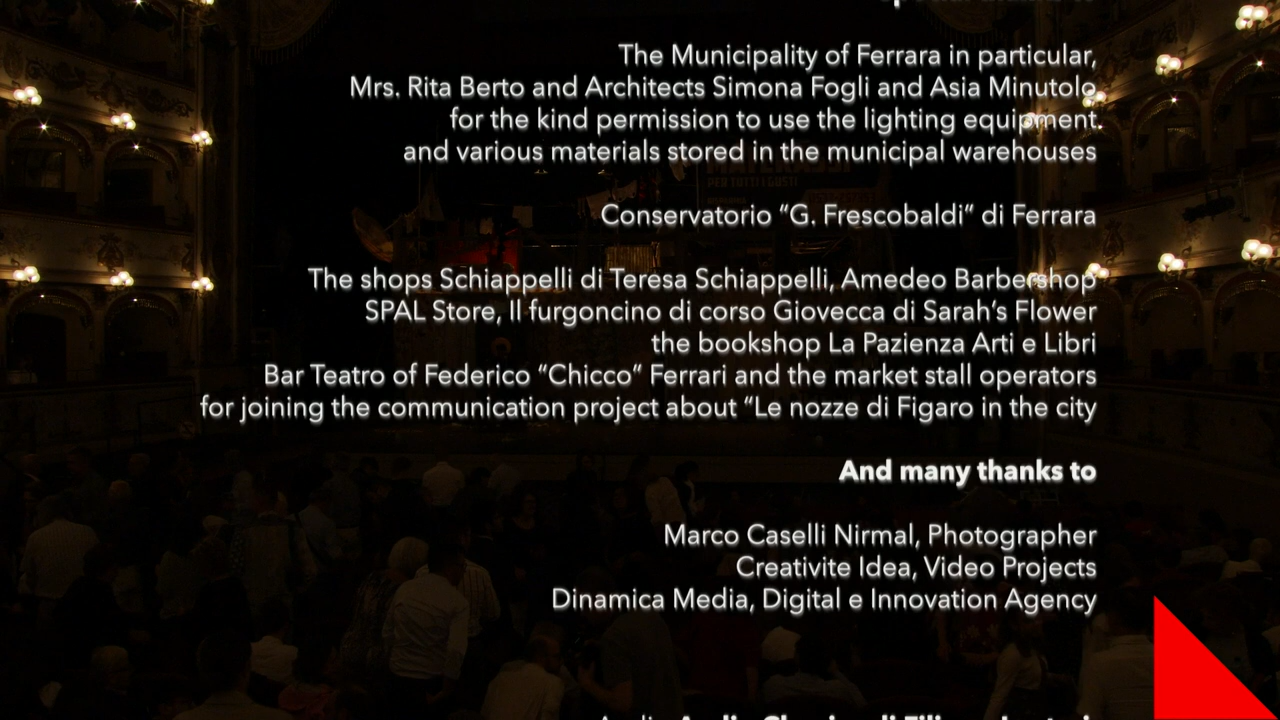 The Municipality of Ferrara in particular,
Mrs. Rita Berto and Architects Simona Fogli and Asia Minutolo
for the kind permission to use the lighting equipment.
and various materials stored in the municipal warehouses
PER TUTTI I GUSTI
Conservatorio “G. Frescobaldi” di Ferrara
The shops Schiappelli di Teresa Schiappelli, Amedeo Barbershop
SPAL Store, Il furgoncino di corso Giovecca di Sarah’s Flower
the bookshop La Pazienza Arti e Libri
Bar Teatro of Federico “Chicco” Ferrari and the market stall operators
for joining the communication project about “Le nozze di Figaro in the city
And many thanks to
Marco Caselli Nirmal, Photographer
Creativite Idea, Video Projects
Dinamica Media, Digital e Innovation Agency